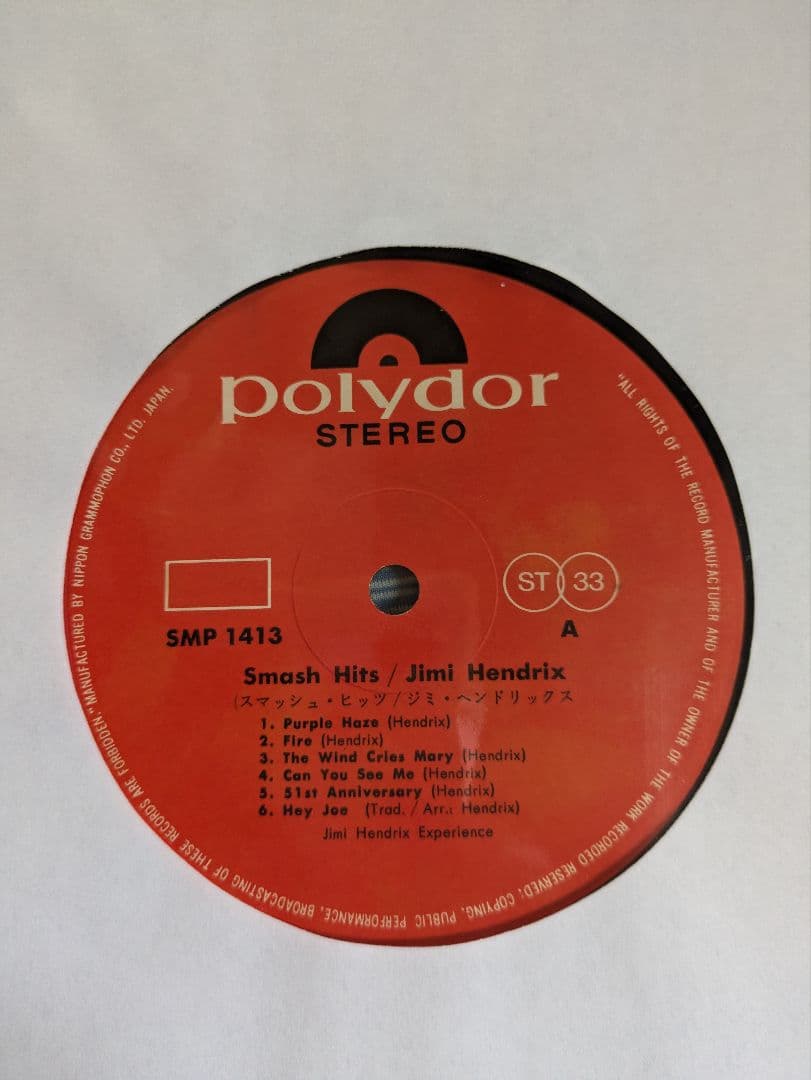 polydor
STEREO
ST 33
SMP 1413
A
Smash Hits / Jimi Hendrix
(スマッシュ・ヒッツ/ジミ・ヘンドリックス
1. Purple Haze (Hendrix)
2. Fire (Hendrix)
3. The Wind Cries Mary (Hendrix)
4. Can You See Me (Hendrix)
5. 51st Anniversary (Hendrix)
6. Hey Joe (Trad. / Arr.: Hendrix)
Jimi Hendrix Experience
"ALL RIGHTS OF THE RECORD MANUFACTURER AND OF THE OWNER OF THE WORK RECORDED RESERVED; COPYING, PUBLIC PERFORMANCE, BROADCASTING OF THESE RECORDS ARE FORBIDDEN." MANUFACTURED BY NIPPON GRAMMOPHON CO., LTD. JAPAN.